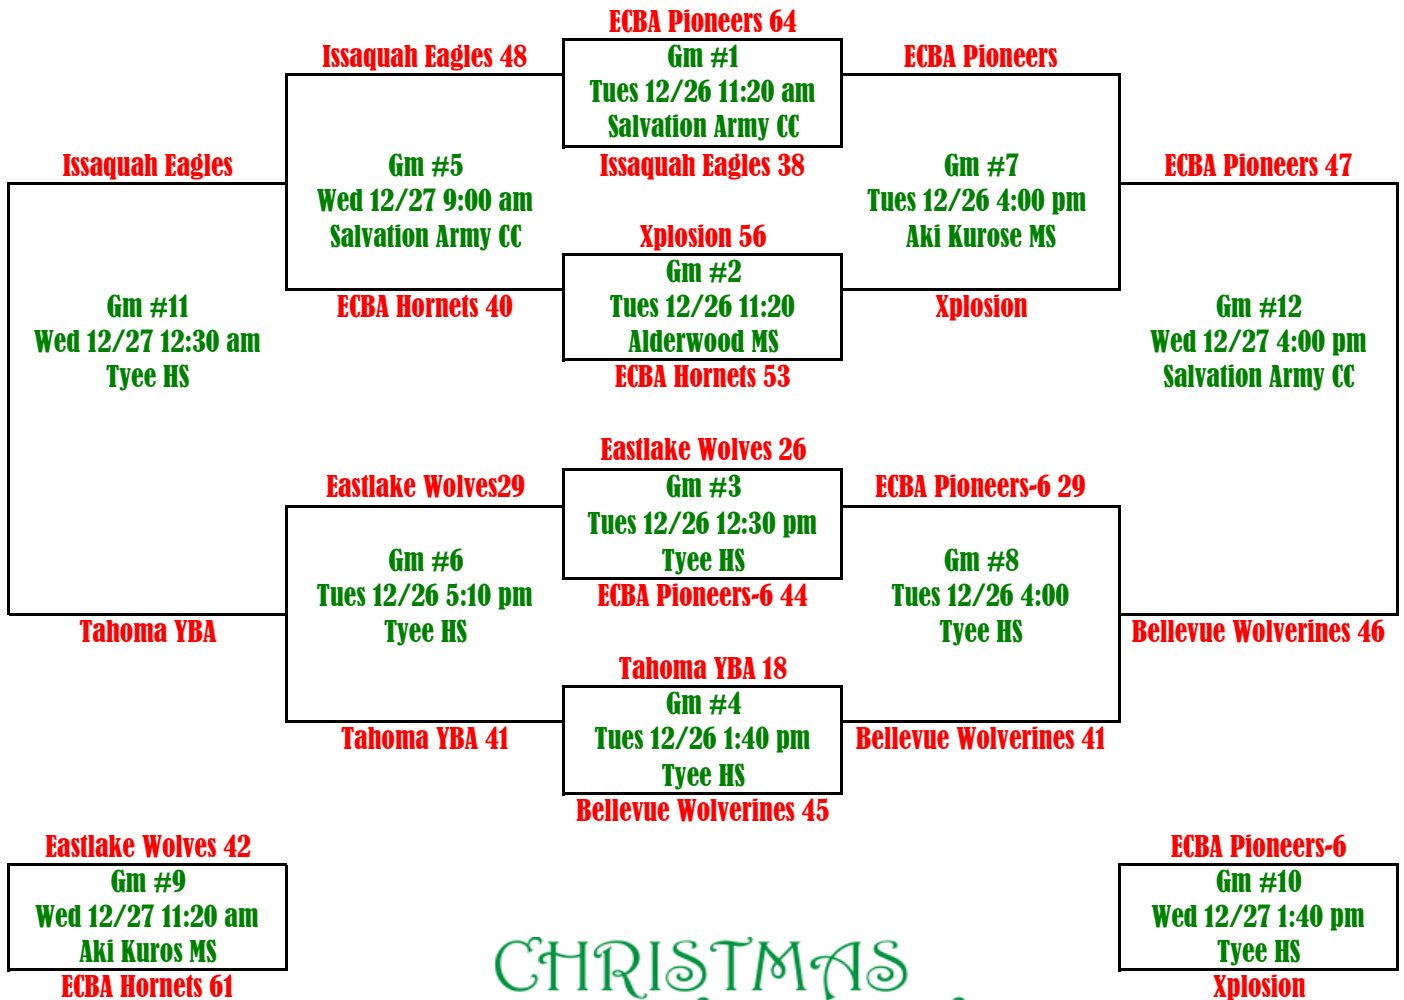 ECBA Pioneers 64
Issaquah Eagles 48
Gm #1
ECBA Pioneers
Tues 12/26 11:20 am
Salvation Army CC
Issaquah Eagles
Gm #5
Issaquah Eagles 38
Gm #7
ECBA Pioneers 47
Wed 12/27 9:00 am
Tues 12/26 4:00 pm
Salvation Army CC
Xplosion 56
Aki Kurose MS
Gm #2
Gm #11
ECBA Hornets 40
Tues 12/26 11:20
Xplosion
Gm #12
Wed 12/27 12:30 am
Alderwood MS
Wed 12/27 4:00 pm
Tyee HS
ECBA Hornets 53
Salvation Army CC
Eastlake Wolves 26
Eastlake Wolves29
Gm #3
ECBA Pioneers-6 29
Tues 12/26 12:30 pm
Gm #6
Tyee HS
Gm #8
Tues 12/26 5:10 pm
ECBA Pioneers-6 44
Tues 12/26 4:00
Tahoma YBA
Tyee HS
Tyee HS
Bellevue Wolverines 46
Tahoma YBA 18
Gm #4
Tahoma YBA 41
Tues 12/26 1:40 pm
Bellevue Wolverines 41
Tyee HS
Bellevue Wolverines 45
Eastlake Wolves 42
ECBA Pioneers-6
Gm #9
Gm #10
Wed 12/27 11:20 am
Wed 12/27 1:40 pm
Aki Kuros MS
Tyee HS
CHRISTMAS
ECBA Hornets 61
Xplosion